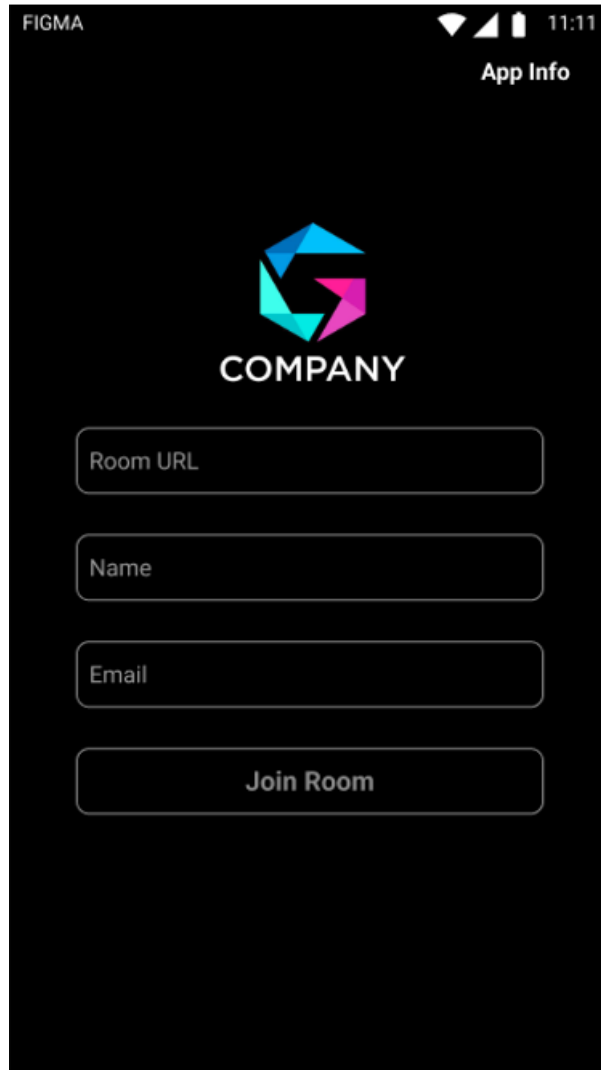 FIGMA 11:11
App Info
COMPANY
Room URL
Name
Email
Join Room